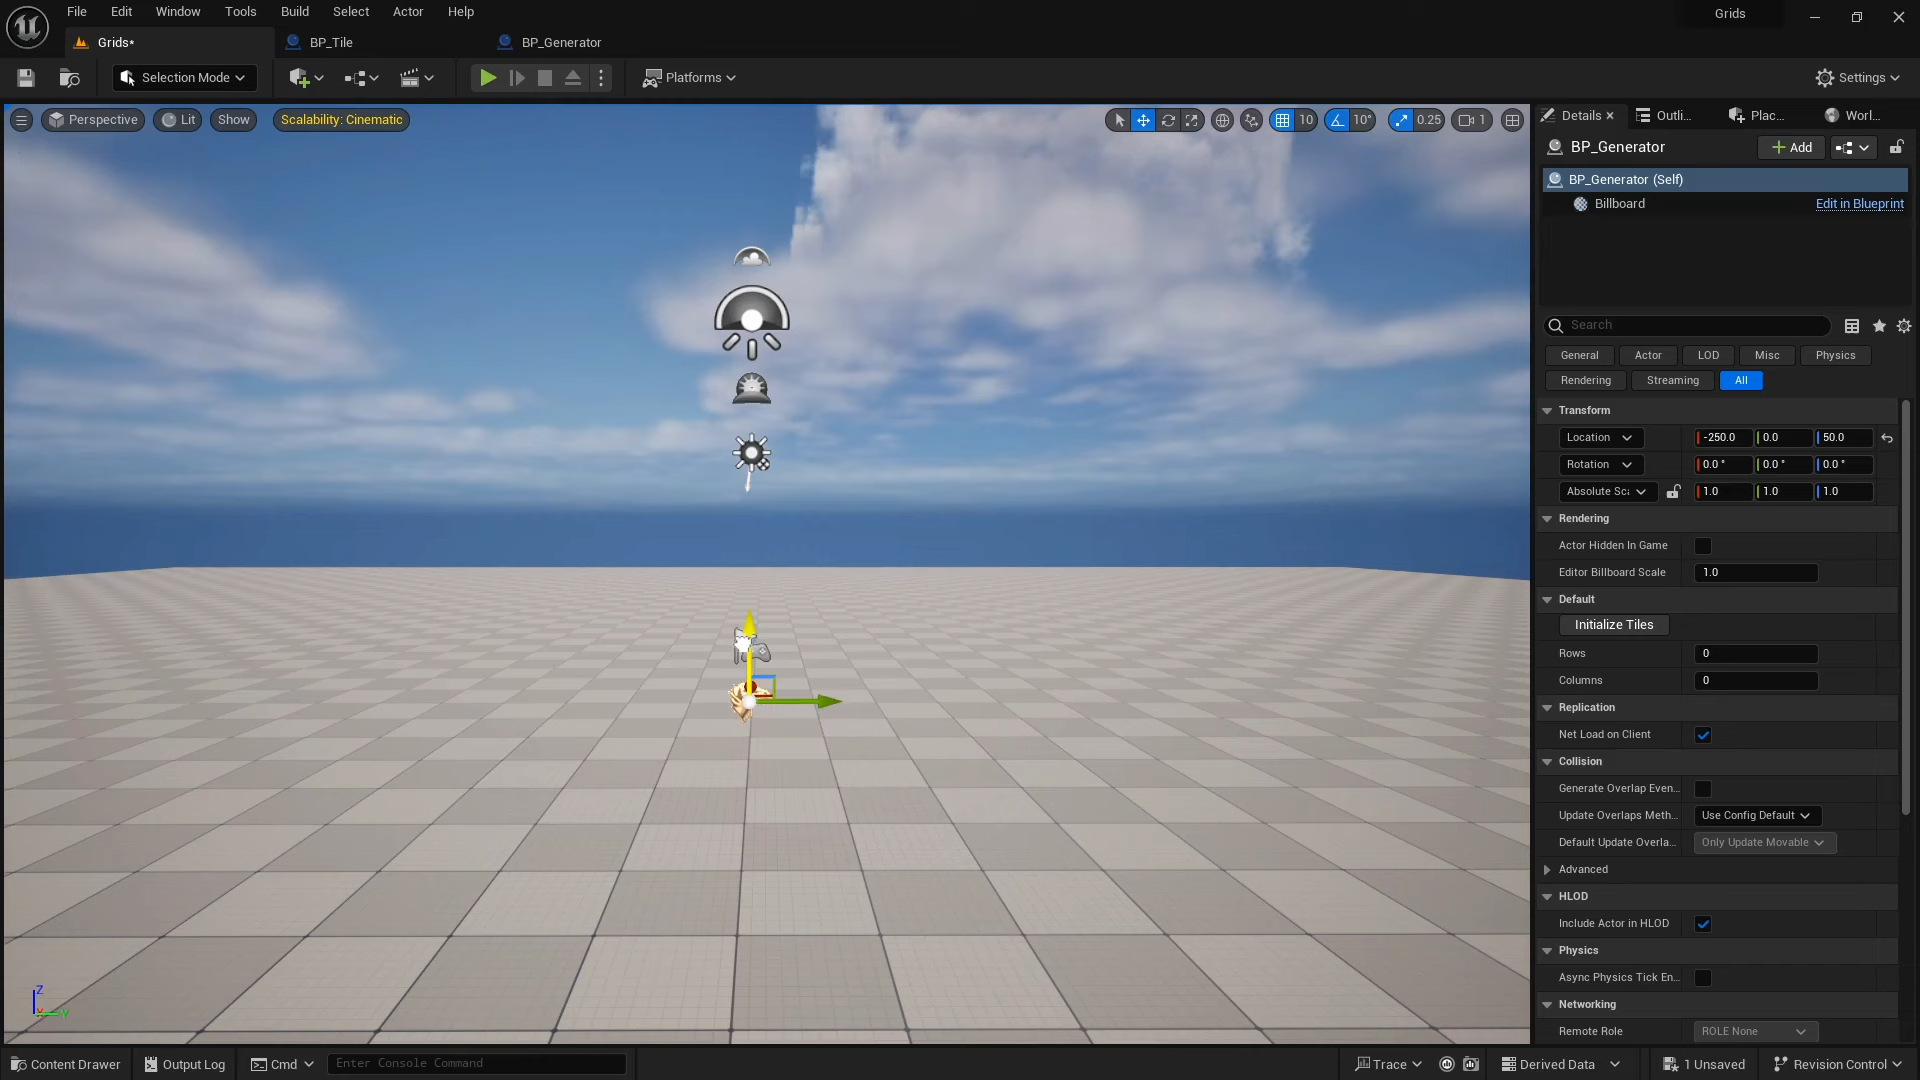 File Edit Window Tools Build Select Actor Help
Grids
Grids*
BP_Tile
BP_Generator
Selection Mode
Platforms
Settings
Perspective
Lit
Show
Scalability: Cinematic
10
10°
0.25
1
Details
Outli...
Plac...
Worl...
BP_Generator
Add
BP_Generator (Self)
Billboard
Edit in Blueprint
Search
General Actor LOD Misc Physics
Rendering Streaming All
Transform
Location -250.0 0.0 50.0
Rotation 0.0 ° 0.0 ° 0.0 °
Absolute Sca 1.0 1.0 1.0
Rendering
Actor Hidden In Game
Editor Billboard Scale 1.0
Default
Initialize Tiles
Rows 0
Columns 0
Replication
Net Load on Client
Collision
Generate Overlap Even...
Update Overlaps Meth... Use Config Default
Default Update Overla... Only Update Movable
Advanced
HLOD
Include Actor in HLOD
Physics
Async Physics Tick En...
Networking
Remote Role ROLE None
Z
X
Y
Content Drawer
Output Log
Cmd
Enter Console Command
Trace
Derived Data
1 Unsaved
Revision Control